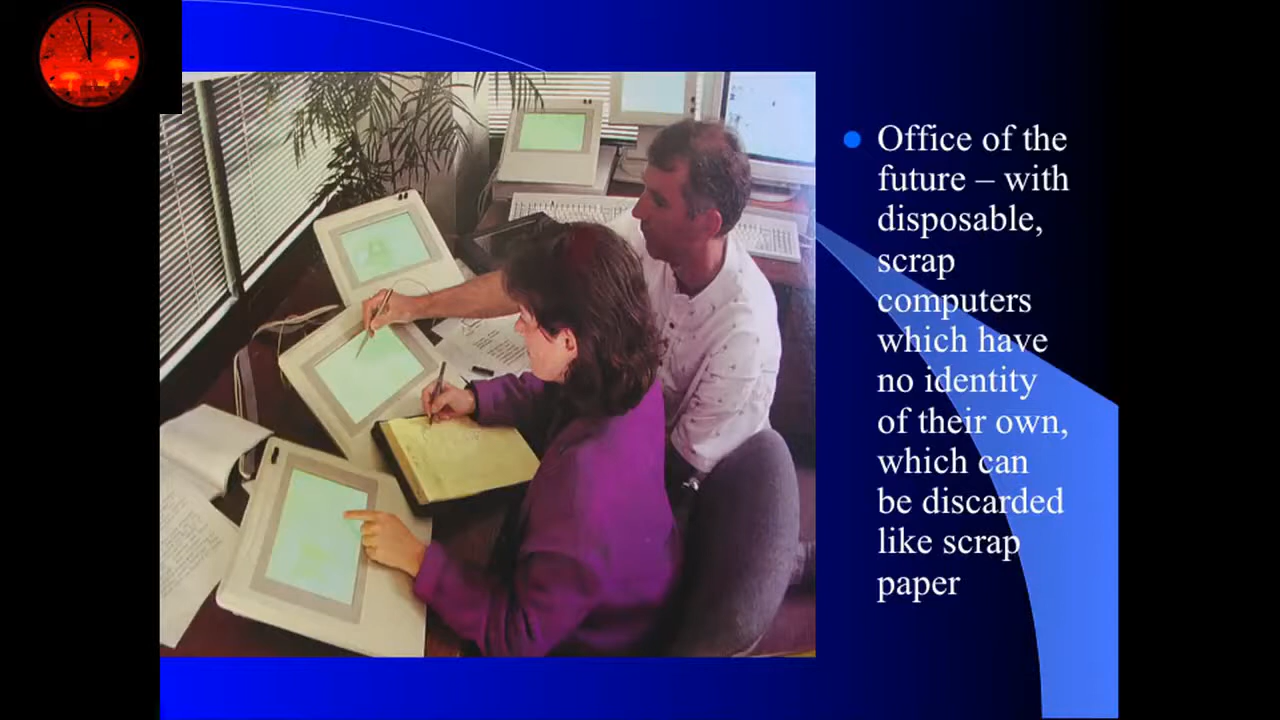 Office of the
future – with
disposable,
scrap
computers
which have
no identity
of their own,
which can
be discarded
like scrap
paper